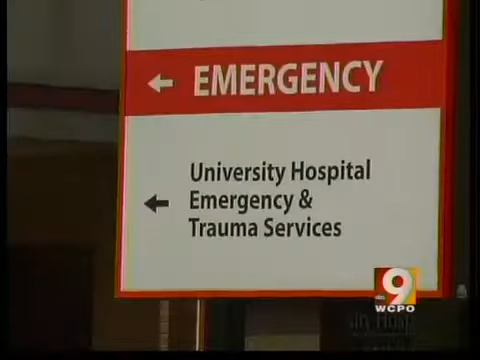 EMERGENCY
University Hospital
Emergency &
Trauma Services
9
WCPO